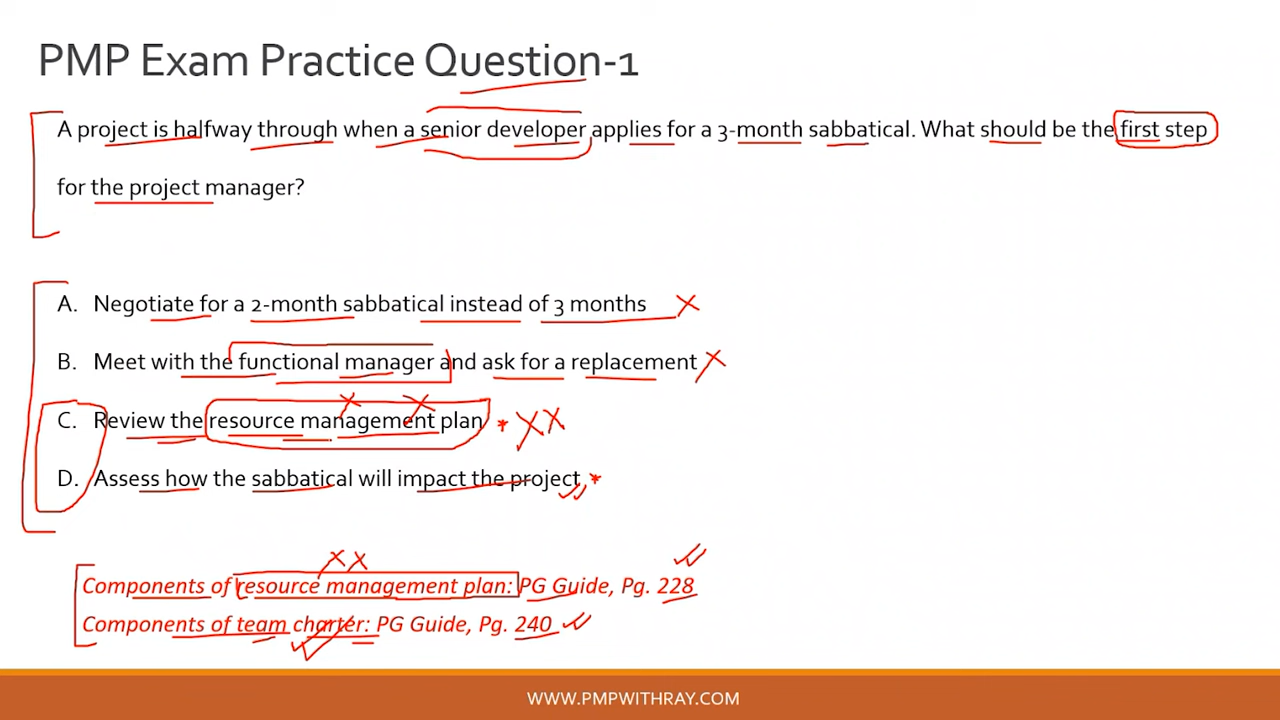 PMP Exam Practice Question-1
A project is halfway through when a senior developer applies for a 3-month sabbatical. What should be the first step
for the project manager?
A. Negotiate for a 2-month sabbatical instead of 3 months
B. Meet with the functional manager and ask for a replacement
C. Review the resource management plan
D. Assess how the sabbatical will impact the project
Components of resource management plan: PG Guide, Pg. 228
Components of team charter: PG Guide, Pg. 240
WWW.PMPWITHRAY.COM